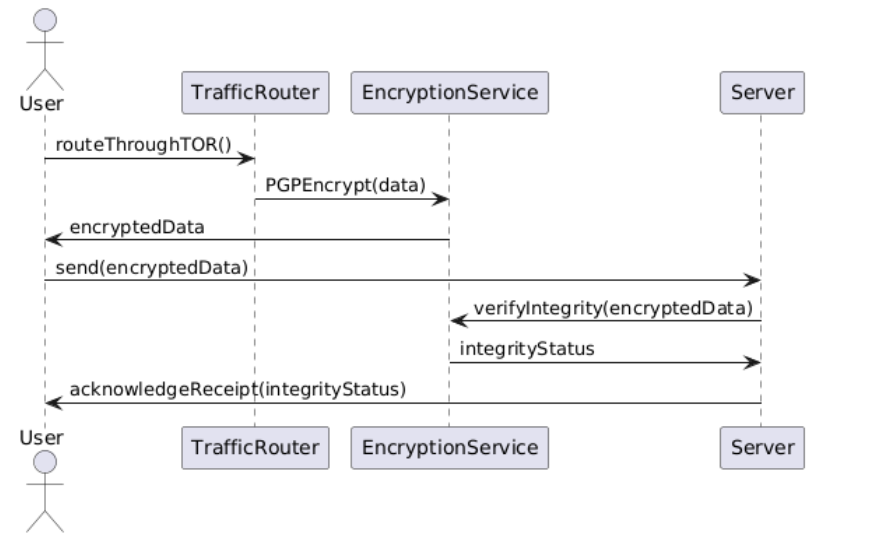 User
TrafficRouter
EncryptionService
Server
routeThroughTOR()
PGPEncrypt(data)
encryptedData
send(encryptedData)
verifyIntegrity(encryptedData)
integrityStatus
acknowledgeReceipt(integrityStatus)
User
TrafficRouter
EncryptionService
Server